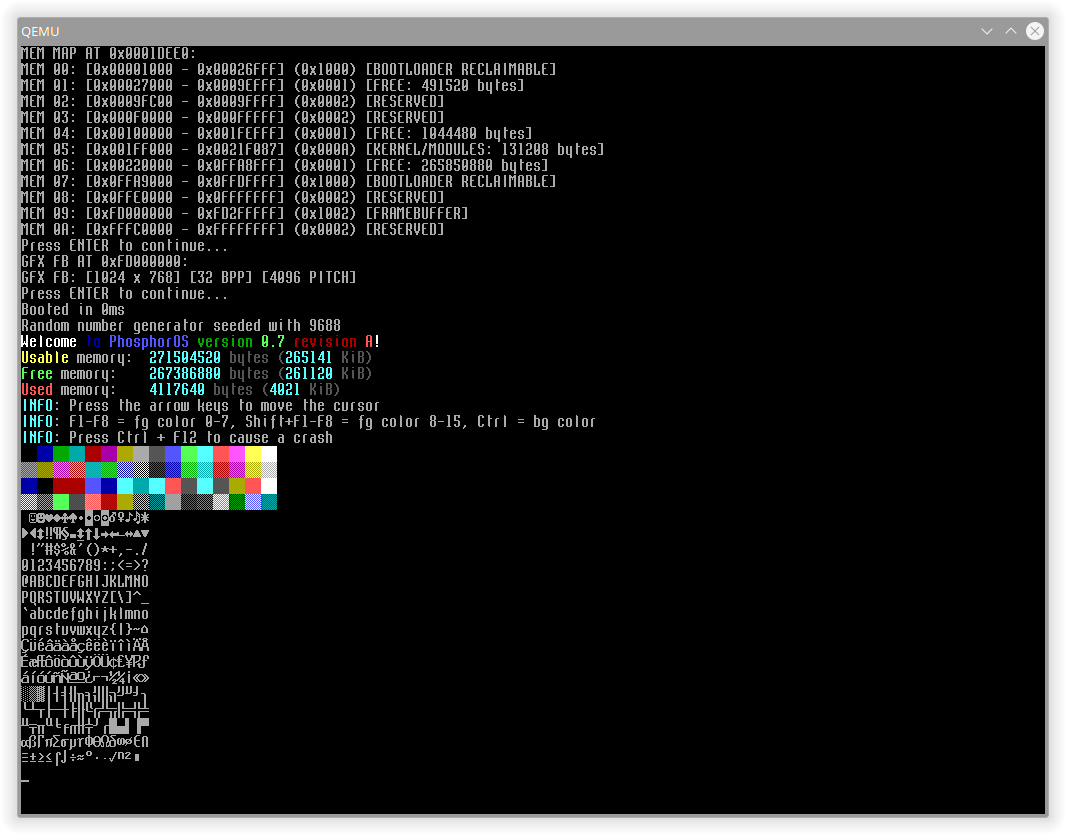 QEMU
MEM MAP AT 0x0001DEE0:
MEM 00: [0x00001000 - 0x00026FFF] (0x1000) [BOOTLOADER RECLAIMABLE]
MEM 01: [0x00027000 - 0x0009EFFF] (0x0001) [FREE: 491520 bytes]
MEM 02: [0x0009FC00 - 0x0009FFFF] (0x0002) [RESERVED]
MEM 03: [0x000F0000 - 0x000FFFFF] (0x0002) [RESERVED]
MEM 04: [0x00100000 - 0x001FEFFF] (0x0001) [FREE: 1044480 bytes]
MEM 05: [0x001FF000 - 0x0021F087] (0x000A) [KERNEL/MODULES: 131208 bytes]
MEM 06: [0x00220000 - 0x0FFA8FFF] (0x0001) [FREE: 265850880 bytes]
MEM 07: [0x0FFA9000 - 0x0FFDFFFF] (0x1000) [BOOTLOADER RECLAIMABLE]
MEM 08: [0x0FFE0000 - 0x0FFFFFFF] (0x0002) [RESERVED]
MEM 09: [0xFD000000 - 0xFD2FFFFF] (0x1002) [FRAMEBUFFER]
MEM 0A: [0xFFFC0000 - 0xFFFFFFFF] (0x0002) [RESERVED]
Press ENTER to continue...
GFX FB AT 0xFD000000:
GFX FB: [1024 x 768] [32 BPP] [4096 PITCH]
Press ENTER to continue...
Booted in 0ms
Random number generator seeded with 9688
Welcome to PhosphorOS version 0.7 revision A!
Usable memory:  271504520 bytes (265141 KiB)
Free memory:    267386880 bytes (261120 KiB)
Used memory:    4117640 bytes (4021 KiB)
INFO: Press the arrow keys to move the cursor
INFO: F1-F8 = fg color 0-7, Shift+F1-F8 = fg color 8-15, Ctrl = bg color
INFO: Press Ctrl + F12 to cause a crash
☺☻♥♦♣♠•◘○◙♂♀♪♫☼
►◄↕‼¶§▬↨↑↓→←∟↔▲▼
 !"#$%&'()*+,-./
0123456789:;<=>?
@ABCDEFGHIJKLMNO
PQRSTUVWXYZ[\]^_
`abcdefghijklmno
pqrstuvwxyz{|}~⌂
ÇüéâäàåçêëèïîìÄÅ
ÉæÆôöòûùÿÖÜ¢£¥₧ƒ
áíóúñÑªº¿⌐¬½¼¡«»
░▒▓│┤╡╢╖╕╣║╗╝╜╛┐
└┴┬├─┼╞╟╚╔╩╦╠═╬╧
╨╤╥╙╘╒╓╫╪┘┌█▄▌▐▀
αßΓπΣσµτΦΘΩδ∞φε∩
≡±≥≤⌠⌡÷≈°∙·√ⁿ²■
_